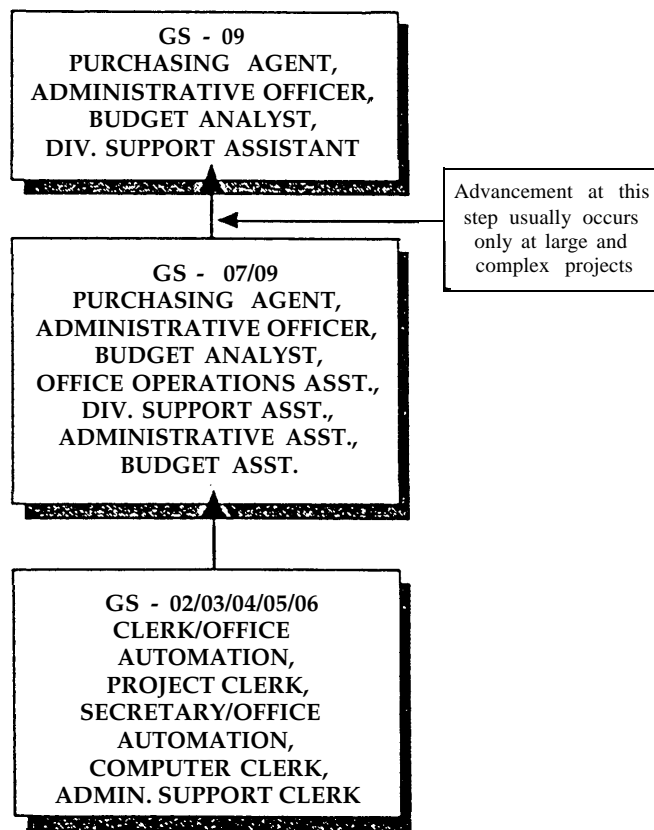 GS - 09
PURCHASING AGENT,
ADMINISTRATIVE OFFICER,
BUDGET ANALYST,
DIV. SUPPORT ASSISTANT
Advancement at this
step usually occurs
only at large and
complex projects
GS - 07/09
PURCHASING AGENT,
ADMINISTRATIVE OFFICER,
BUDGET ANALYST,
OFFICE OPERATIONS ASST.,
DIV. SUPPORT ASST.,
ADMINISTRATIVE ASST.,
BUDGET ASST.
GS - 02/03/04/05/06
CLERK/OFFICE
AUTOMATION,
PROJECT CLERK,
SECRETARY/OFFICE
AUTOMATION,
COMPUTER CLERK,
ADMIN. SUPPORT CLERK